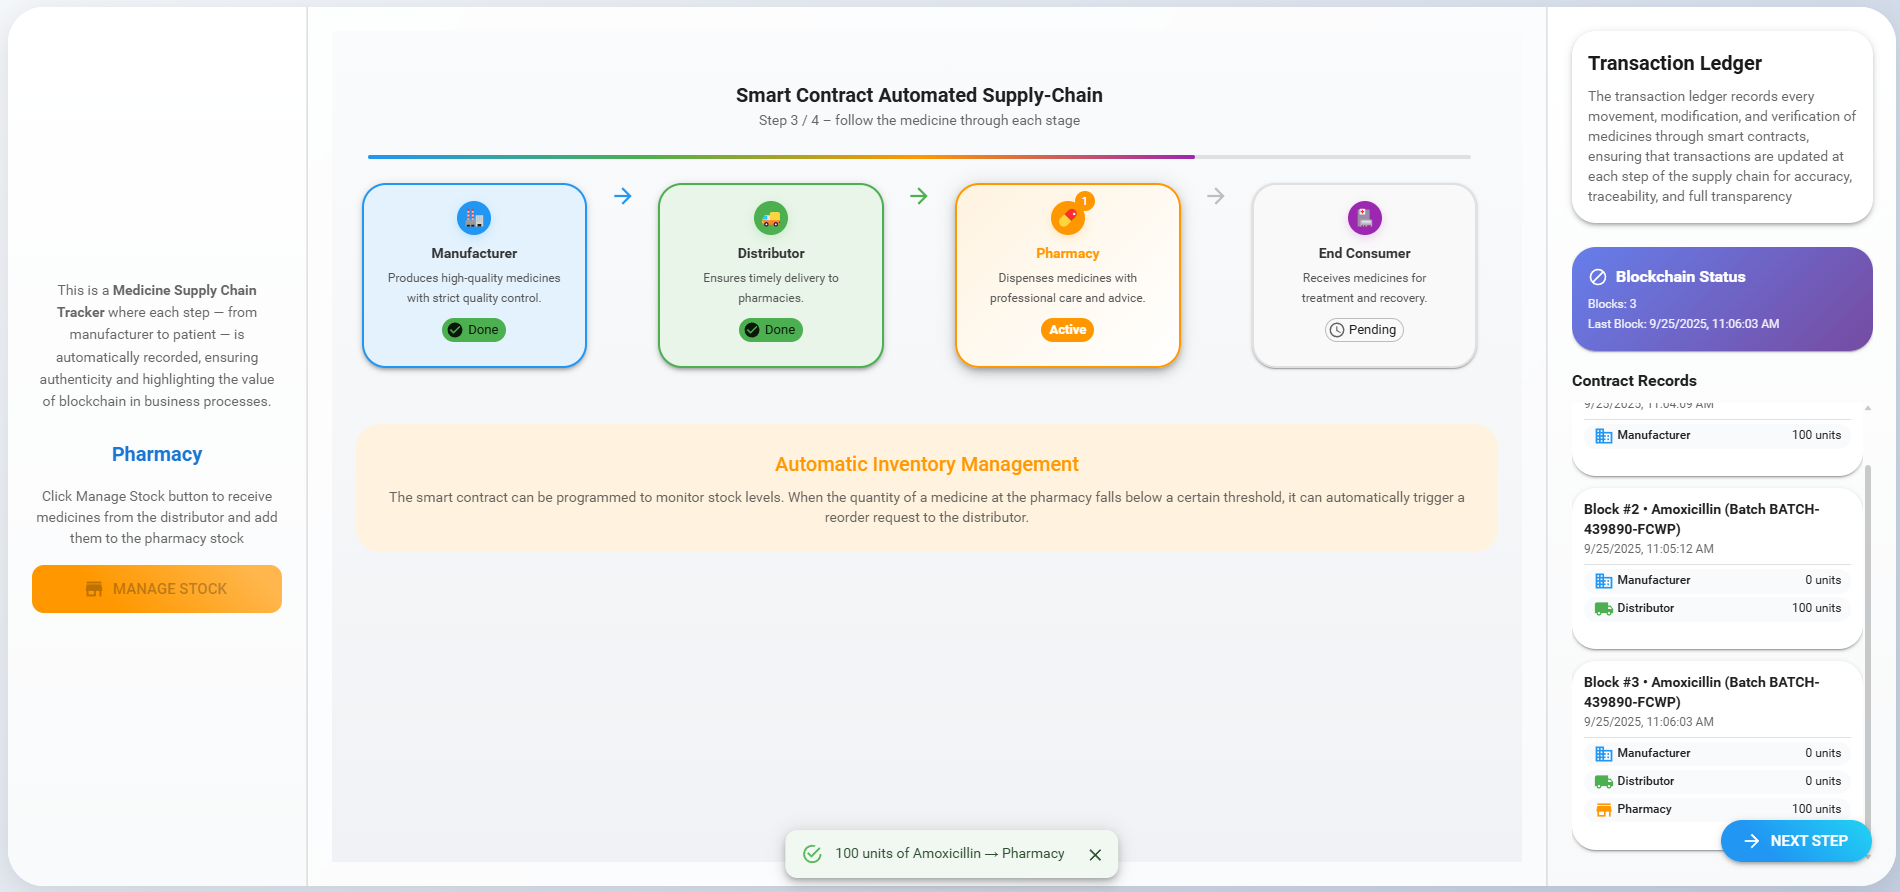 This is a Medicine Supply Chain
Tracker where each step — from
manufacturer to patient — is
automatically recorded, ensuring
authenticity and highlighting the value
of blockchain in business processes.
Pharmacy
Click Manage Stock button to receive
medicines from the distributor and add
them to the pharmacy stock
MANAGE STOCK
Smart Contract Automated Supply-Chain
Step 3 / 4 – follow the medicine through each stage
Manufacturer
Produces high-quality medicines
with strict quality control.
Done
Distributor
Ensures timely delivery to
pharmacies.
Done
1
Pharmacy
Dispenses medicines with
professional care and advice.
Active
End Consumer
Receives medicines for
treatment and recovery.
Pending
Automatic Inventory Management
The smart contract can be programmed to monitor stock levels. When the quantity of a medicine at the pharmacy falls below a certain threshold, it can automatically trigger a
reorder request to the distributor.
100 units of Amoxicillin → Pharmacy
Transaction Ledger
The transaction ledger records every
movement, modification, and verification of
medicines through smart contracts,
ensuring that transactions are updated at
each step of the supply chain for accuracy,
traceability, and full transparency
Blockchain Status
Blocks: 3
Last Block: 9/25/2025, 11:06:03 AM
Contract Records
9/25/2025, 11:04:09 AM
Manufacturer 100 units
Block #2 • Amoxicillin (Batch BATCH-
439890-FCWP)
9/25/2025, 11:05:12 AM
Manufacturer 0 units
Distributor 100 units
Block #3 • Amoxicillin (Batch BATCH-
439890-FCWP)
9/25/2025, 11:06:03 AM
Manufacturer 0 units
Distributor 0 units
Pharmacy 100 units
NEXT STEP